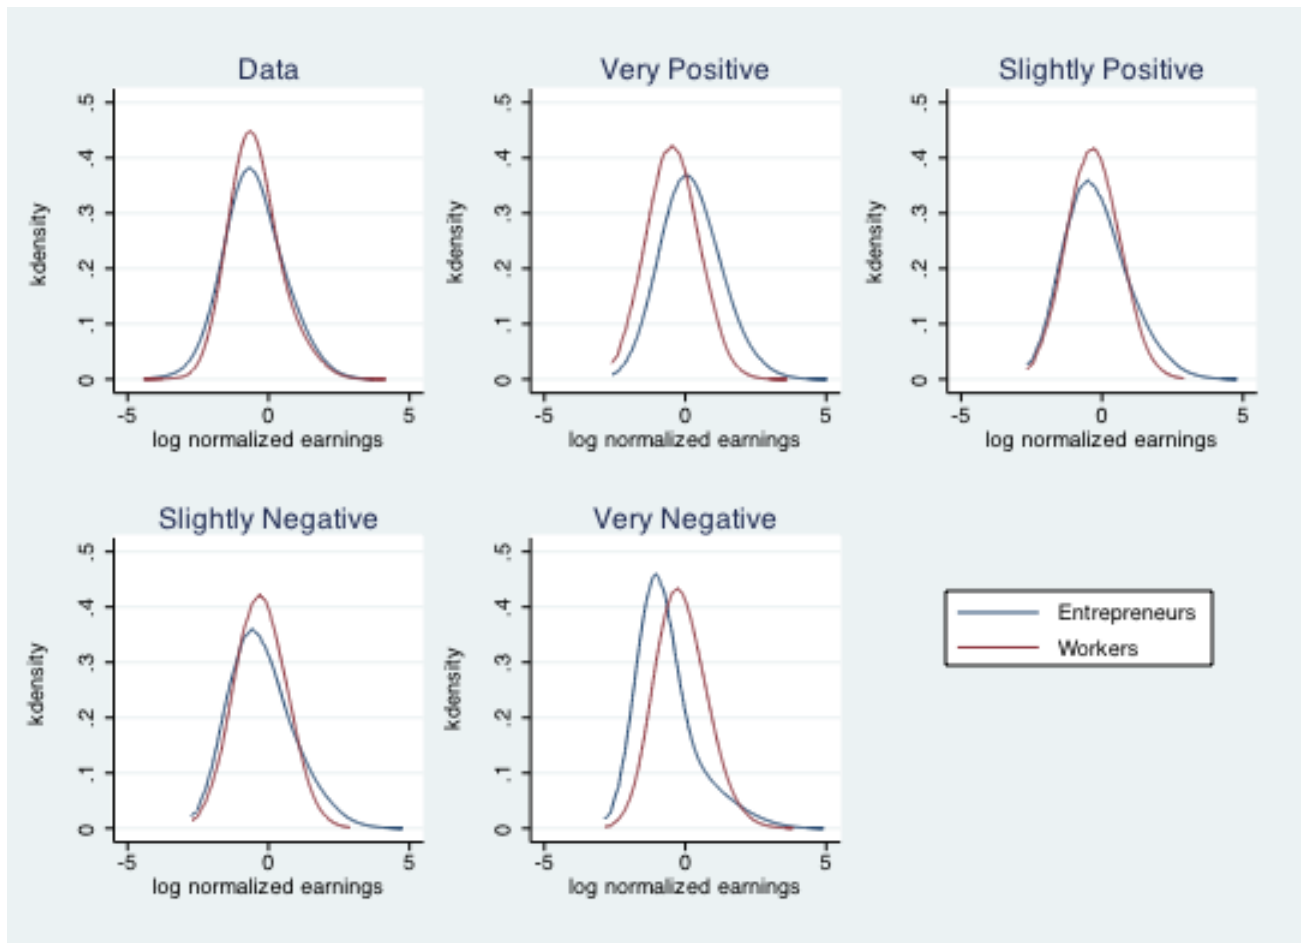 Data
Very Positive
Slightly Positive
kdensity
0 .1 .2 .3 .4 .5
-5 0 5
log normalized earnings
kdensity
0 .1 .2 .3 .4 .5
-5 0 5
log normalized earnings
kdensity
0 .1 .2 .3 .4 .5
-5 0 5
log normalized earnings
Slightly Negative
Very Negative
kdensity
0 .1 .2 .3 .4 .5
-5 0 5
log normalized earnings
kdensity
0 .1 .2 .3 .4 .5
-5 0 5
log normalized earnings
Entrepreneurs
Workers